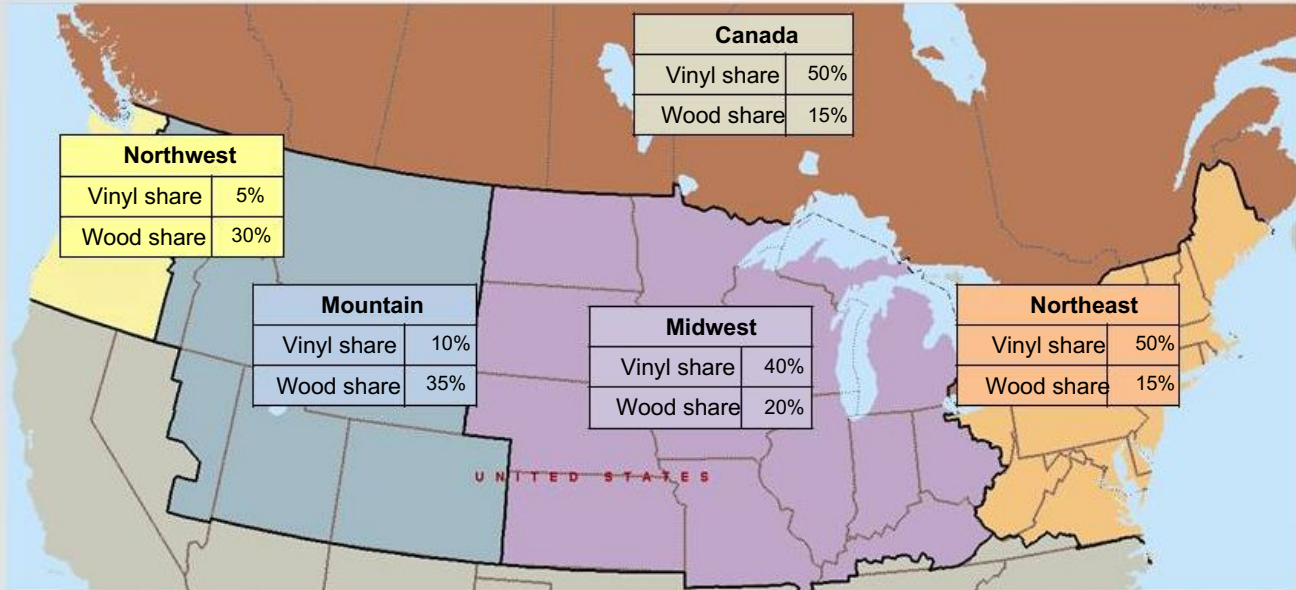 Canada
Vinyl share 50%
Wood share 15%
Northwest
Vinyl share 5%
Wood share 30%
Mountain
Vinyl share 10%
Wood share 35%
Midwest
Vinyl share 40%
Wood share 20%
Northeast
Vinyl share 50%
Wood share 15%
UNITED STATES